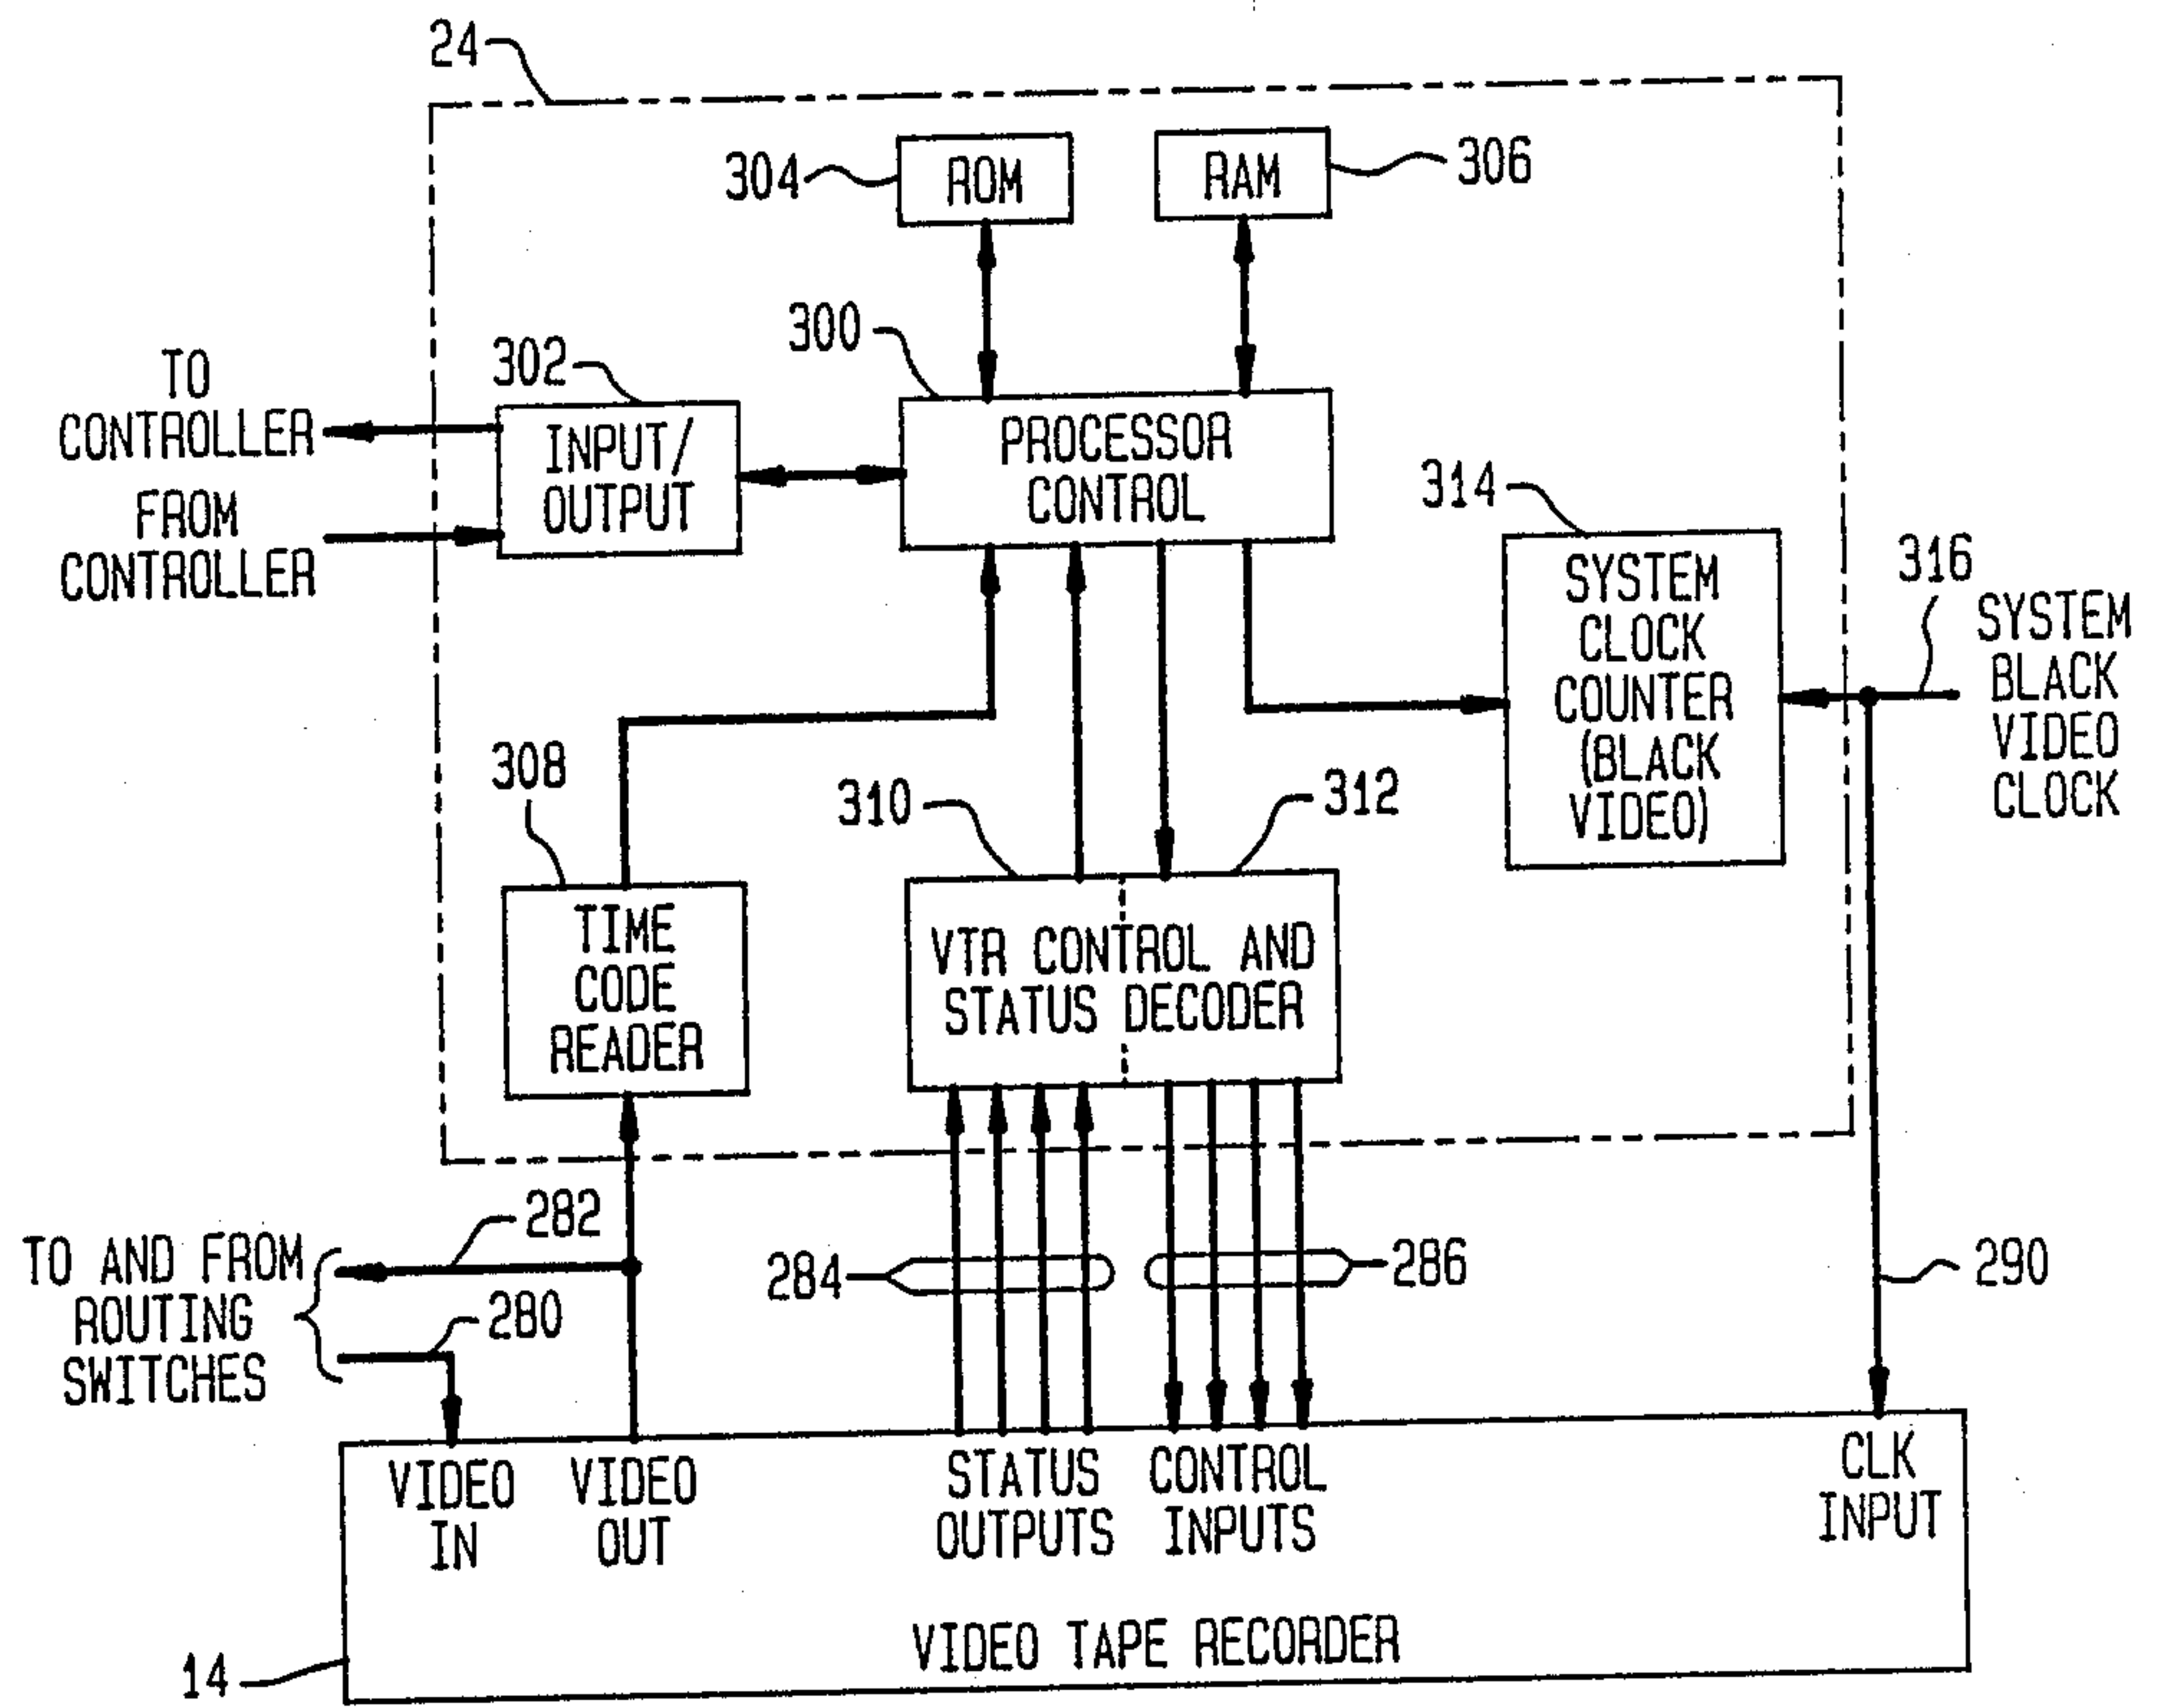 24
304
ROM
RAM
306
300
302
TO
CONTROLLER
FROM
CONTROLLER
INPUT/
OUTPUT
PROCESSOR
CONTROL
314
SYSTEM
CLOCK
COUNTER
(BLACK
VIDEO)
316
SYSTEM
BLACK
VIDEO
CLOCK
308
310
312
TIME
CODE
READER
VTR CONTROL AND
STATUS DECODER
TO AND FROM
ROUTING
SWITCHES
282
280
284
286
290
VIDEO
IN
VIDEO
OUT
STATUS
OUTPUTS
CONTROL
INPUTS
CLK
INPUT
VIDEO TAPE RECORDER
14